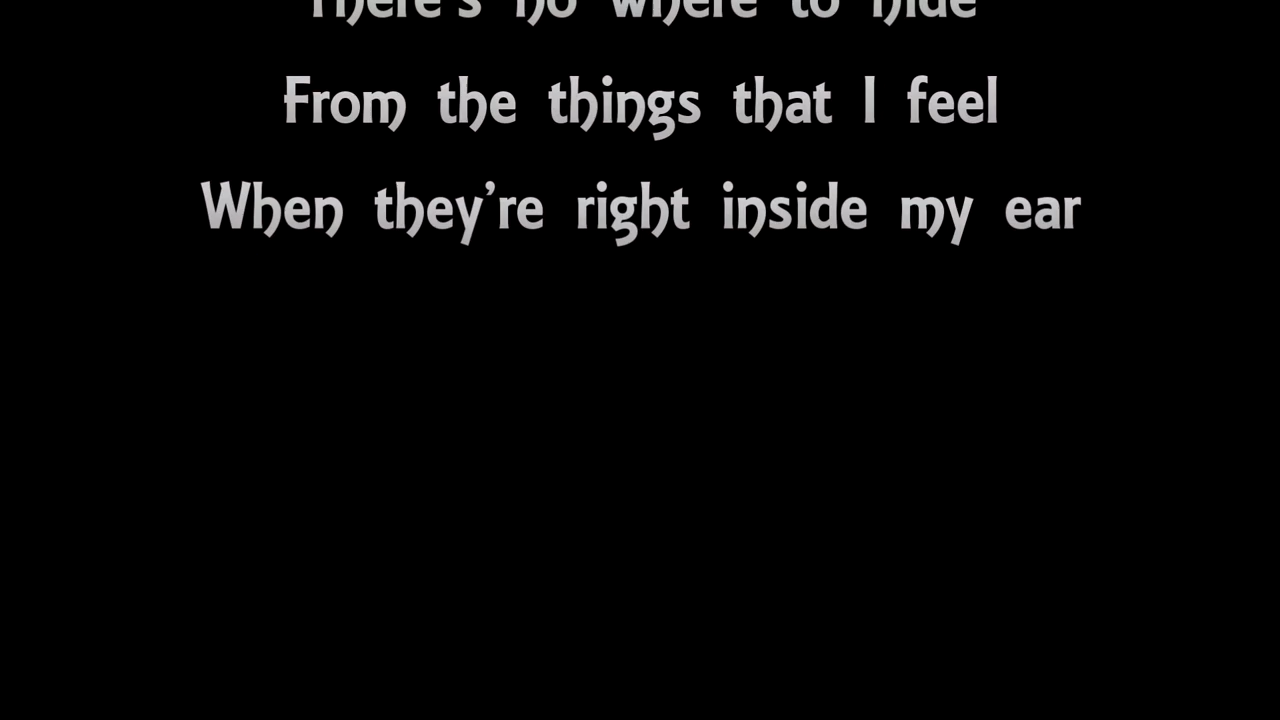 There's no where to hide
From the things that I feel
When they're right inside my ear